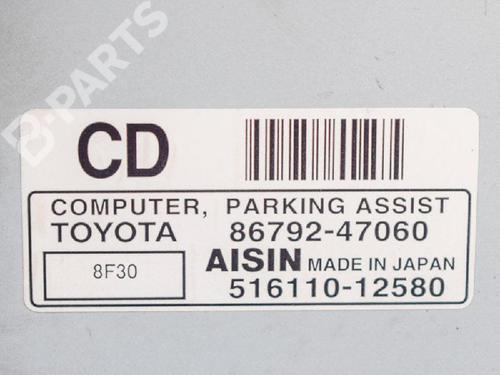 B-PARTS
CD
COMPUTER, PARKING ASSIST
TOYOTA 86792-47060
8F30 AISIN MADE IN JAPAN
516110-12580